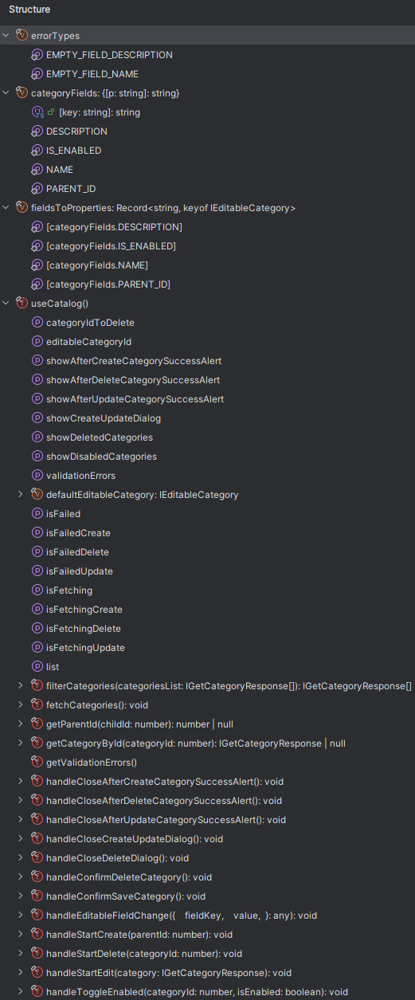 Structure
errorTypes
EMPTY_FIELD_DESCRIPTION
EMPTY_FIELD_NAME
categoryFields: {[p: string]: string}
[key: string]: string
DESCRIPTION
IS_ENABLED
NAME
PARENT_ID
fieldsToProperties: Record<string, keyof IEditableCategory>
[categoryFields.DESCRIPTION]
[categoryFields.IS_ENABLED]
[categoryFields.NAME]
[categoryFields.PARENT_ID]
useCatalog()
categoryIdToDelete
editableCategoryId
showAfterCreateCategorySuccessAlert
showAfterDeleteCategorySuccessAlert
showAfterUpdateCategorySuccessAlert
showCreateUpdateDialog
showDeletedCategories
showDisabledCategories
validationErrors
defaultEditableCategory: IEditableCategory
isFailed
isFailedCreate
isFailedDelete
isFailedUpdate
isFetching
isFetchingCreate
isFetchingDelete
isFetchingUpdate
list
filterCategories(categoriesList: IGetCategoryResponse[]): IGetCategoryResponse[]
fetchCategories(): void
getParentId(childId: number): number | null
getCategoryById(categoryId: number): IGetCategoryResponse | null
getValidationErrors()
handleCloseAfterCreateCategorySuccessAlert(): void
handleCloseAfterDeleteCategorySuccessAlert(): void
handleCloseAfterUpdateCategorySuccessAlert(): void
handleCloseCreateUpdateDialog(): void
handleCloseDeleteDialog(): void
handleConfirmDeleteCategory(): void
handleConfirmSaveCategory(): void
handleEditableFieldChange({ fieldKey, value, }: any): void
handleStartCreate(parentId: number): void
handleStartDelete(categoryId: number): void
handleStartEdit(category: IGetCategoryResponse): void
handleToggleEnabled(categoryId: number, isEnabled: boolean): void